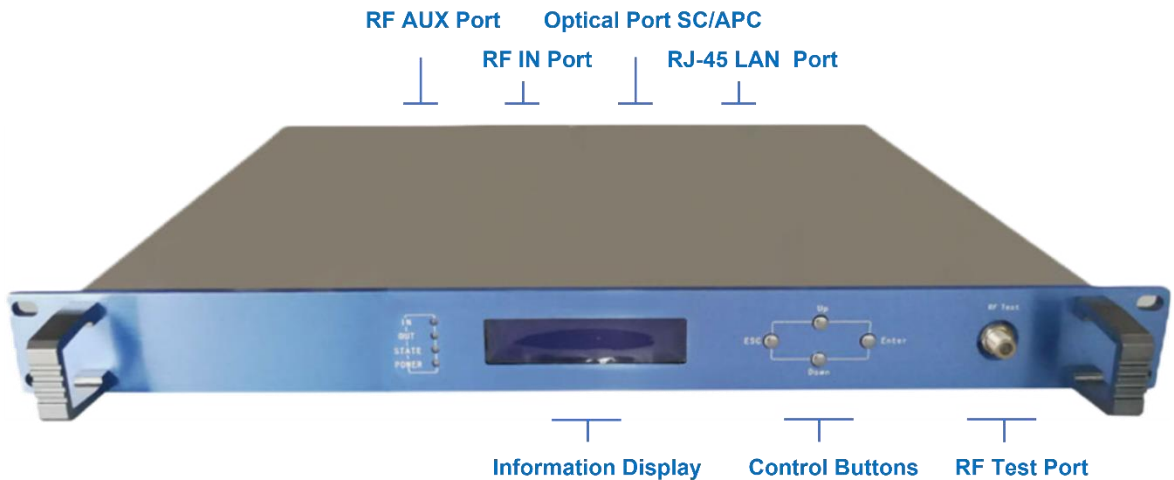 RF AUX Port Optical Port SC/APC
RF IN Port RJ-45 LAN Port
IN
OUT
STATE
POWER
Up
ESC Enter
Down
RF Test
Information Display Control Buttons RF Test Port